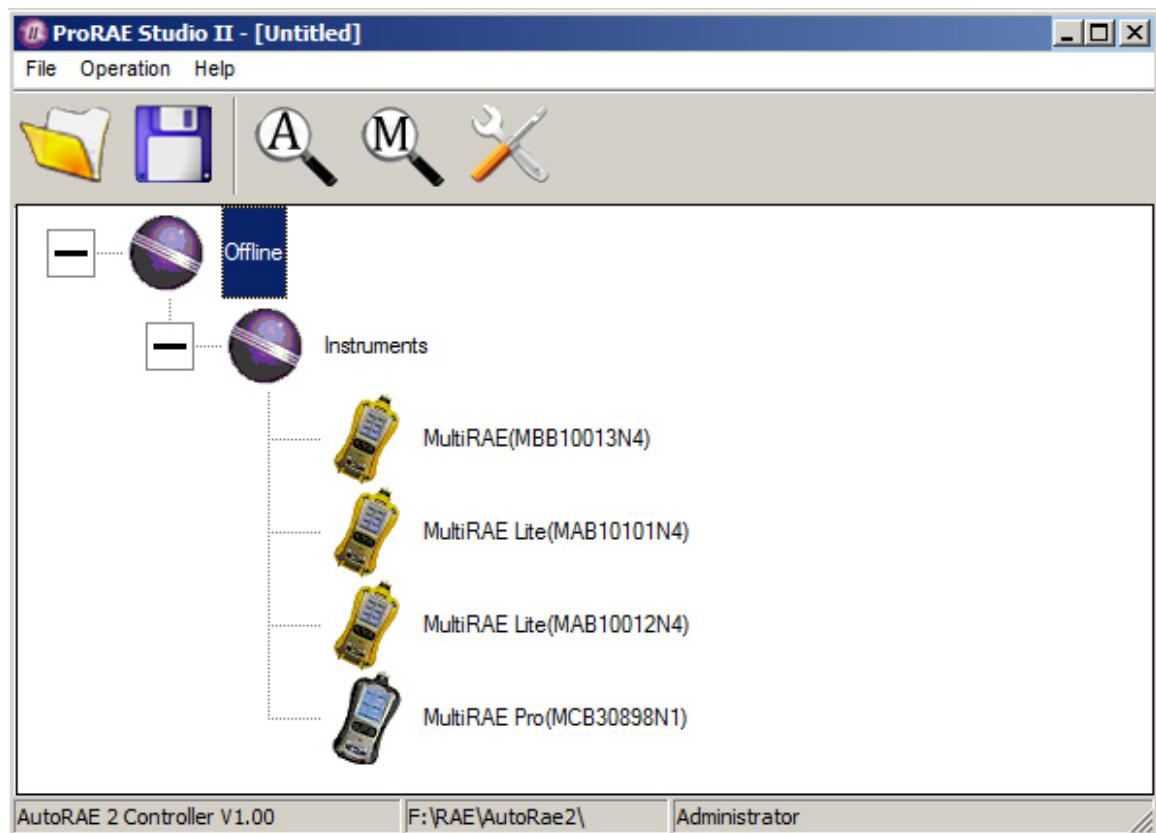 ProRAE Studio II - [Untitled]
File Operation Help
A M
Offline
Instruments
MultiRAE(MBB10013N4)
MultiRAE Lite(MAB10101N4)
MultiRAE Lite(MAB10012N4)
MultiRAE Pro(MCB30898N1)
AutoRAE 2 Controller V1.00 F:\RAE\AutoRae2\ Administrator